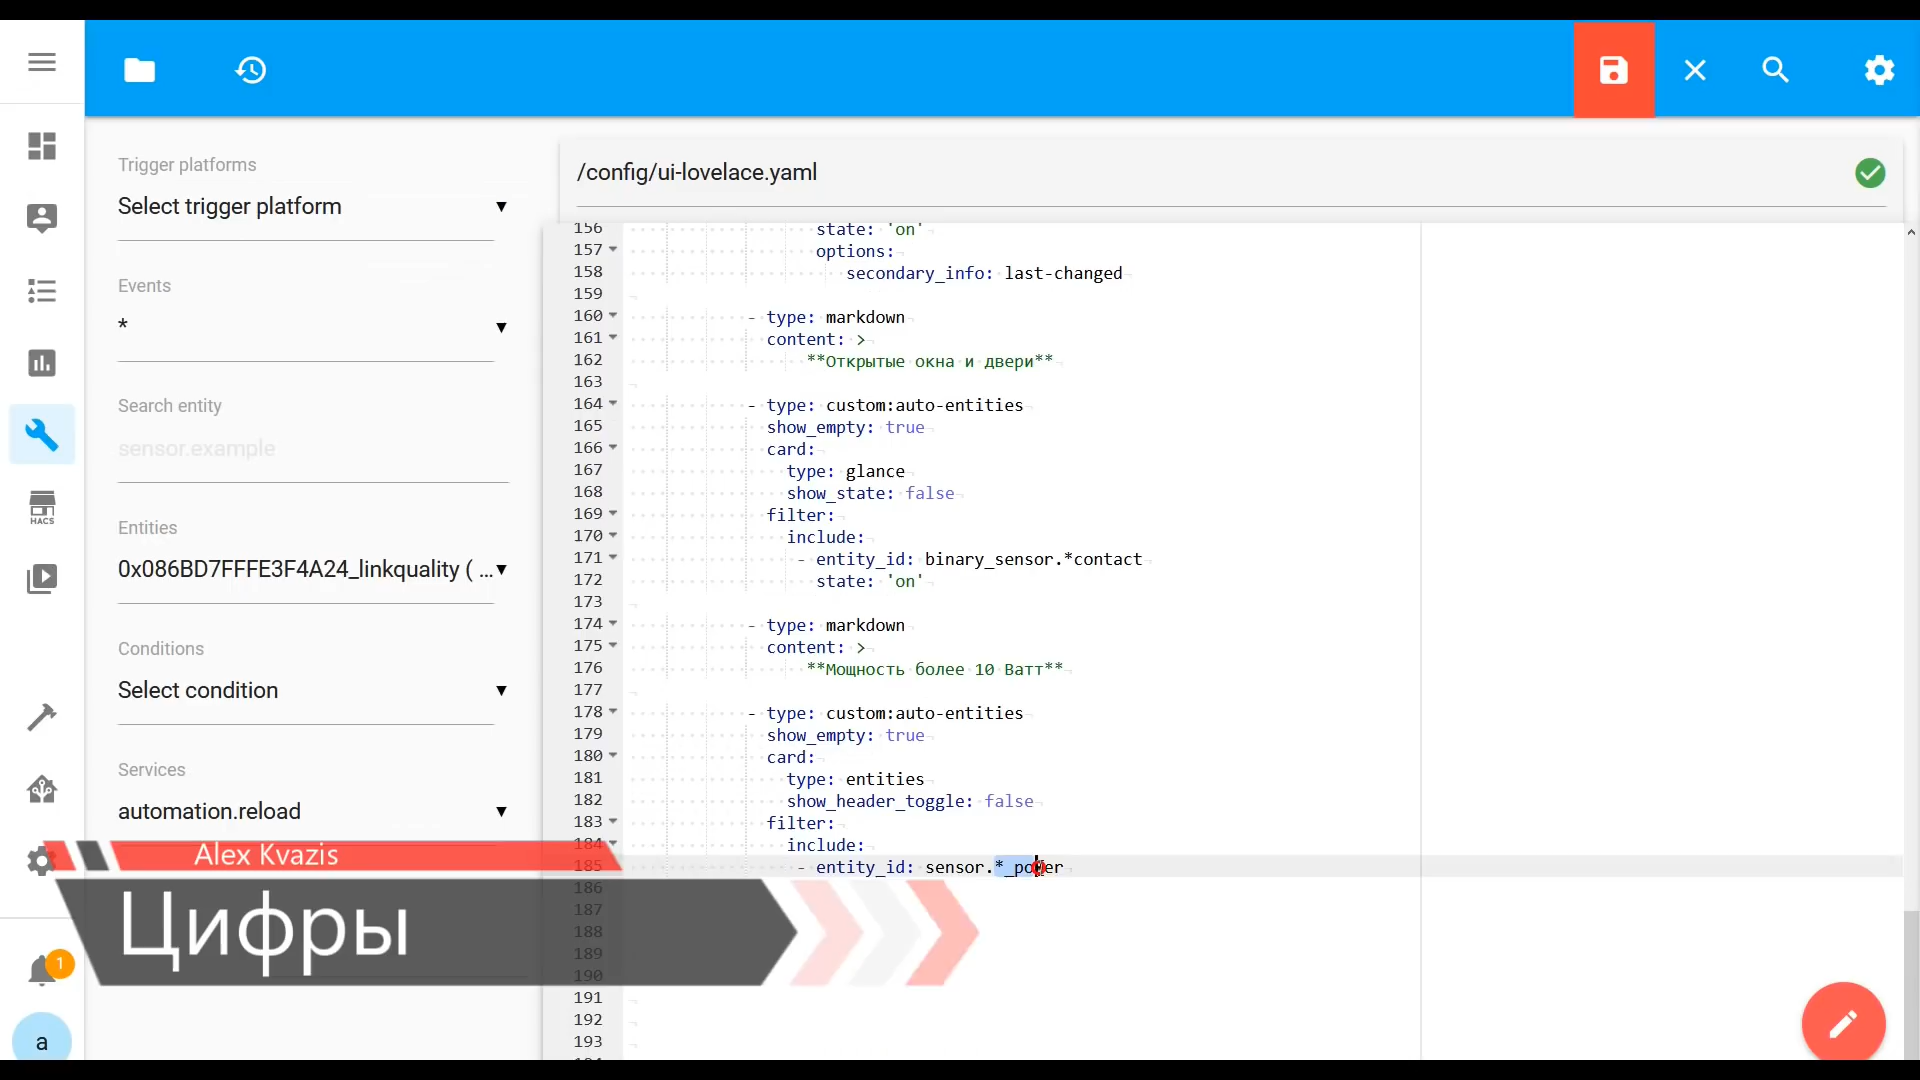 Trigger platforms
Select trigger platform
Events
*
Search entity
sensor.example
Entities
0x086BD7FFFE3F4A24_linkquality ( ...
Conditions
Select condition
Services
automation.reload
HACS
1
a
/config/ui-lovelace.yaml
156 state: 'on'
157 options:
158 secondary_info: last-changed
159
160 - type: markdown
161 content: >
162 **Открытые окна и двери**
163
164 - type: custom:auto-entities
165 show_empty: true
166 card:
167 type: glance
168 show_state: false
169 filter:
170 include:
171 - entity_id: binary_sensor.*contact
172 state: 'on'
173
174 - type: markdown
175 content: >
176 **Мощность более 10 Ватт**
177
178 - type: custom:auto-entities
179 show_empty: true
180 card:
181 type: entities
182 show_header_toggle: false
183 filter:
184 include:
185 - entity_id: sensor.*_power
186
187
188
189
190
191
192
193
Alex Kvazis
Цифры